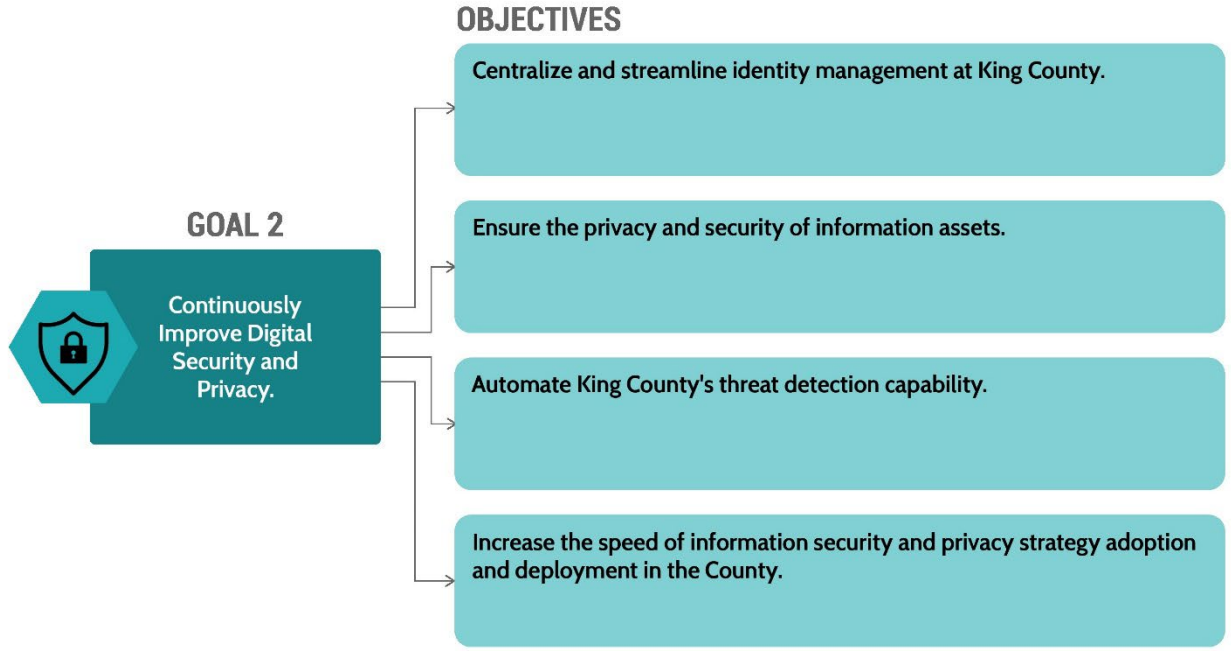 OBJECTIVES
Centralize and streamline identity management at King County.
GOAL 2
Continuously
Improve Digital
Security and
Privacy.
Ensure the privacy and security of information assets.
Automate King County's threat detection capability.
Increase the speed of information security and privacy strategy adoption
and deployment in the County.